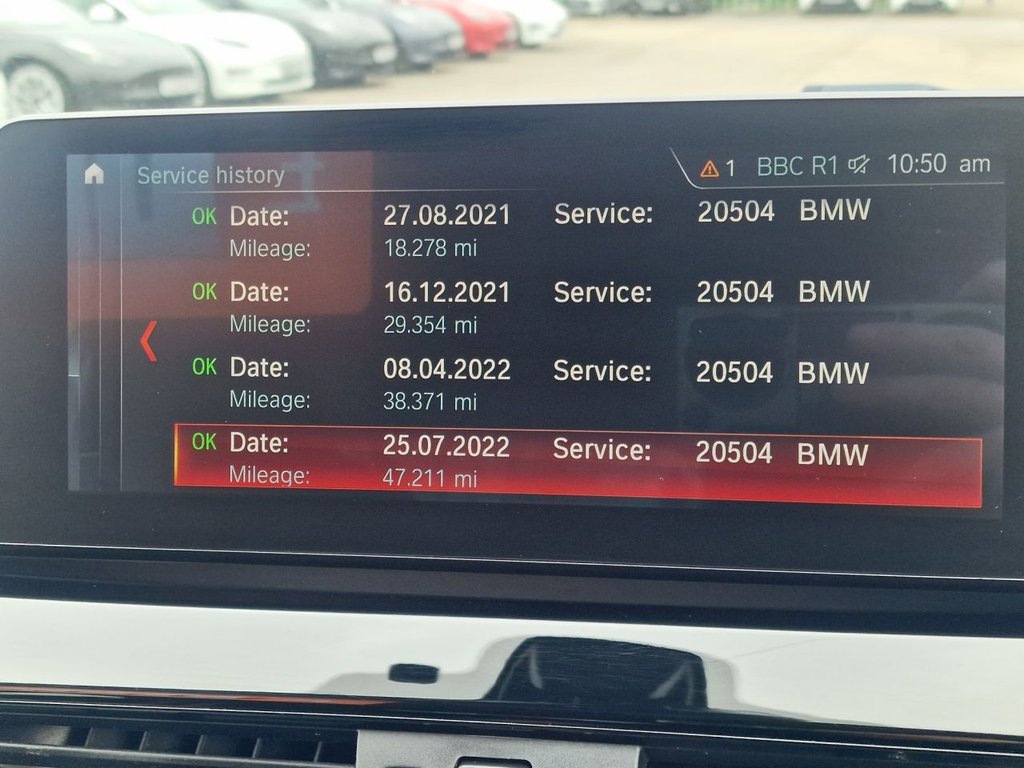 Service history 1 BBC R1 10:50 am
OK Date: 27.08.2021 Service: 20504 BMW
Mileage: 18.278 mi
OK Date: 16.12.2021 Service: 20504 BMW
Mileage: 29.354 mi
OK Date: 08.04.2022 Service: 20504 BMW
Mileage: 38.371 mi
OK Date: 25.07.2022 Service: 20504 BMW
Mileage: 47.211 mi